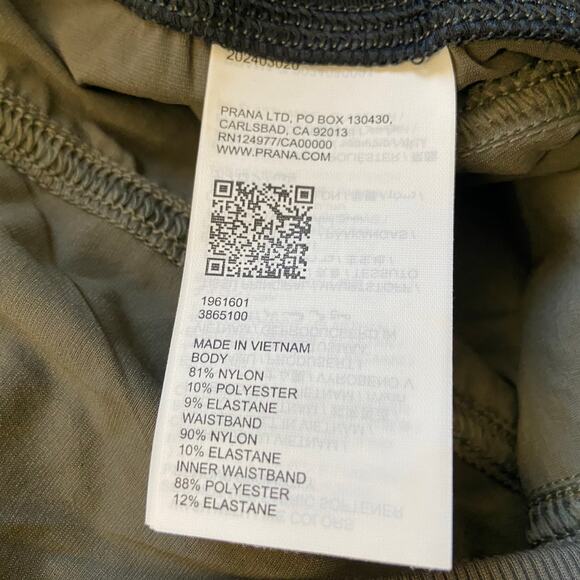 202403020
PRANA LTD, PO BOX 130430,
CARLSBAD, CA 92013
RN124977/CA00000
WWW.PRANA.COM
1961601
3865100
MADE IN VIETNAM
BODY
81% NYLON
10% POLYESTER
9% ELASTANE
WAISTBAND
90% NYLON
10% ELASTANE
INNER WAISTBAND
88% POLYESTER
12% ELASTANE